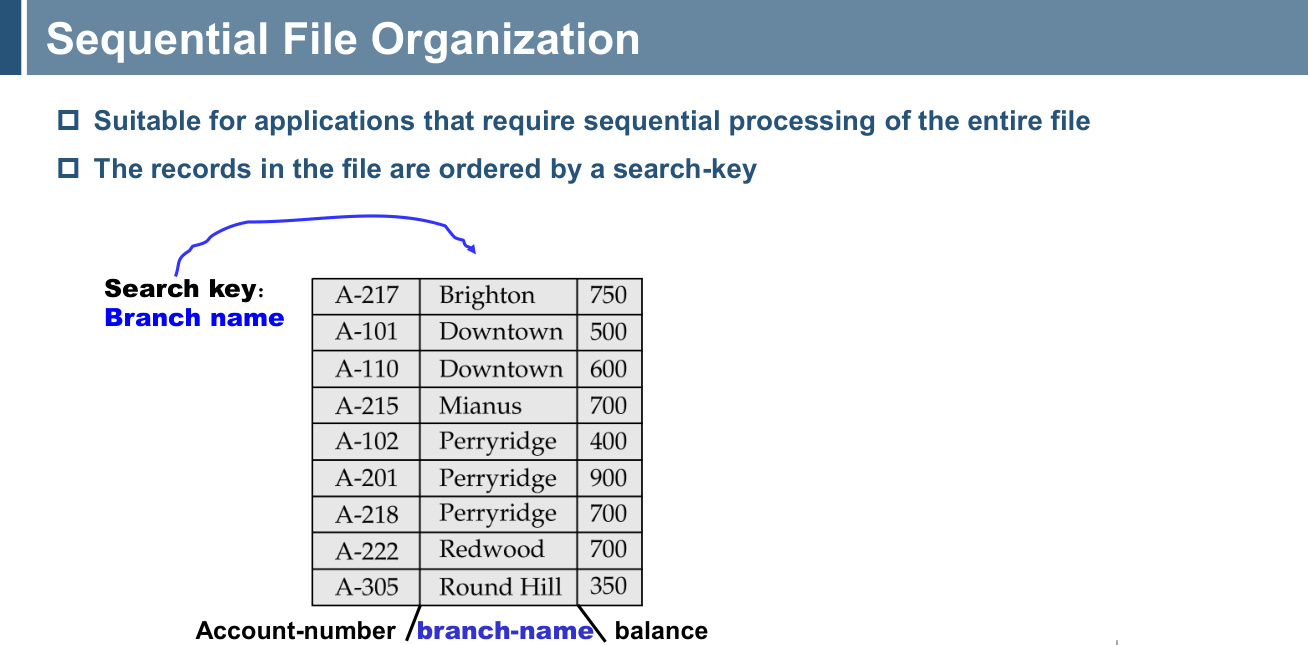 Sequential File Organization
Suitable for applications that require sequential processing of the entire file
The records in the file are ordered by a search-key
Search key:
Branch name
A-217 Brighton 750
A-101 Downtown 500
A-110 Downtown 600
A-215 Mianus 700
A-102 Perryridge 400
A-201 Perryridge 900
A-218 Perryridge 700
A-222 Redwood 700
A-305 Round Hill 350
Account-number branch-name balance